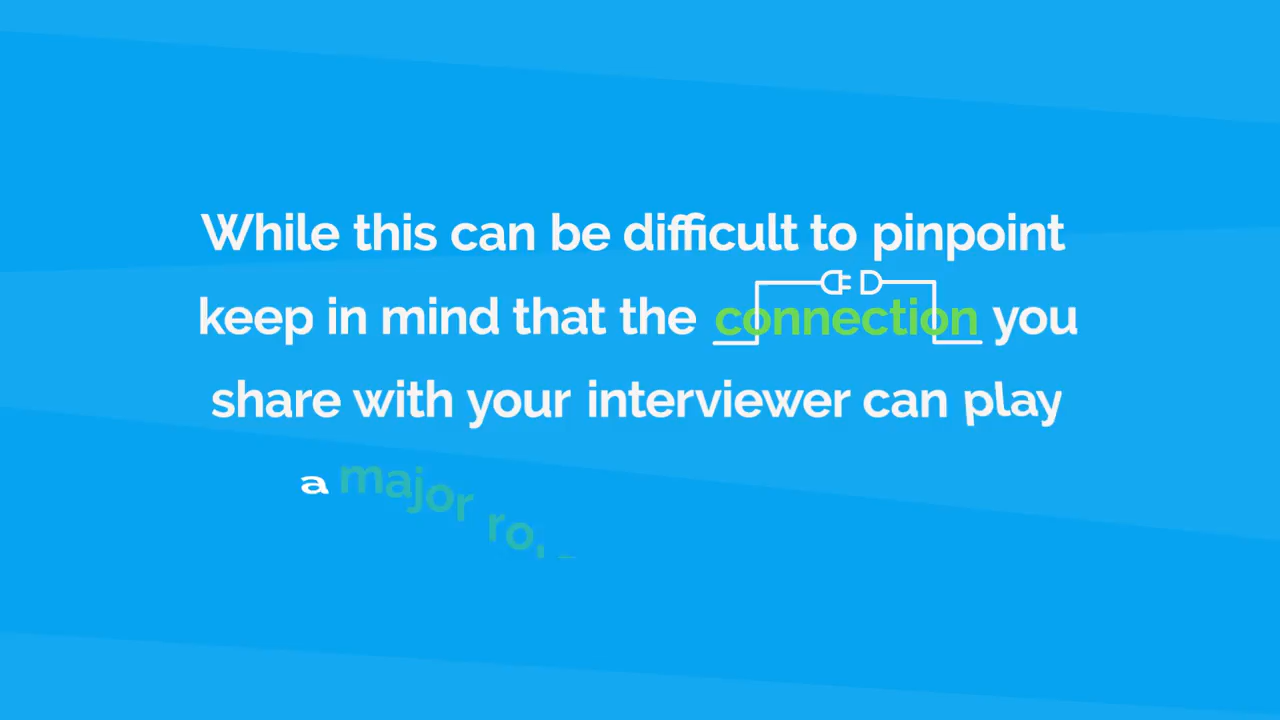 While this can be difficult to pinpoint
keep in mind that the connection you
share with your interviewer can play
a major